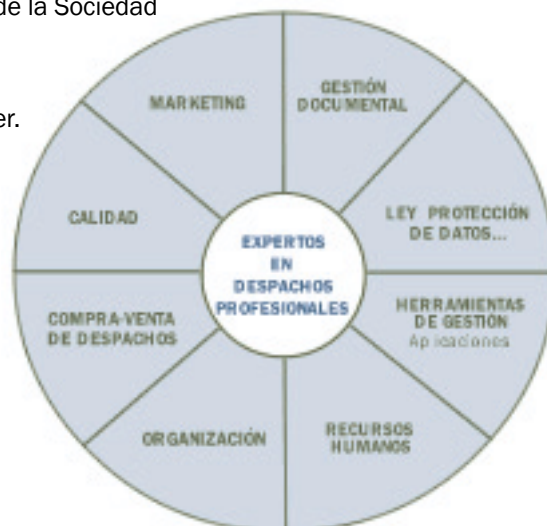 de la Sociedad
er.
MARKETING
GESTIÓN
DOCUMENTAL
LEY PROTECCIÓN
DE DATOS...
HERRAMIENTAS
DE GESTIÓN
Aplicaciones
RECURSOS
HUMANOS
ORGANIZACIÓN
COMPRA-VENTA
DE DESPACHOS
CALIDAD
EXPERTOS
EN
DESPACHOS
PROFESIONALES